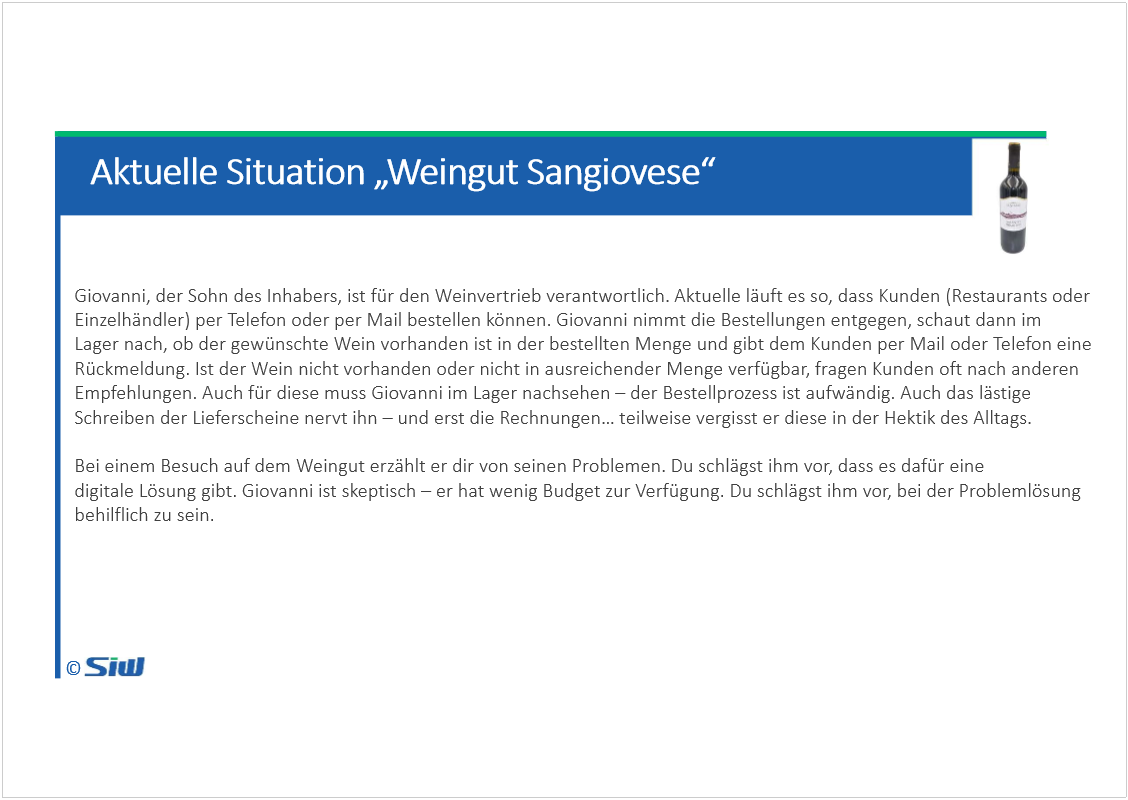 Aktuelle Situation „Weingut Sangiovese“
Giovanni, der Sohn des Inhabers, ist für den Weinvertrieb verantwortlich. Aktuelle läuft es so, dass Kunden (Restaurants oder
Einzelhändler) per Telefon oder per Mail bestellen können. Giovanni nimmt die Bestellungen entgegen, schaut dann im
Lager nach, ob der gewünschte Wein vorhanden ist in der bestellten Menge und gibt dem Kunden per Mail oder Telefon eine
Rückmeldung. Ist der Wein nicht vorhanden oder nicht in ausreichender Menge verfügbar, fragen Kunden oft nach anderen
Empfehlungen. Auch für diese muss Giovanni im Lager nachsehen – der Bestellprozess ist aufwändig. Auch das lästige
Schreiben der Lieferscheine nervt ihn – und erst die Rechnungen… teilweise vergisst er diese in der Hektik des Alltags.
Bei einem Besuch auf dem Weingut erzählt er dir von seinen Problemen. Du schlägst ihm vor, dass es dafür eine
digitale Lösung gibt. Giovanni ist skeptisch – er hat wenig Budget zur Verfügung. Du schlägst ihm vor, bei der Problemlösung
behilflich zu sein.
© SiW